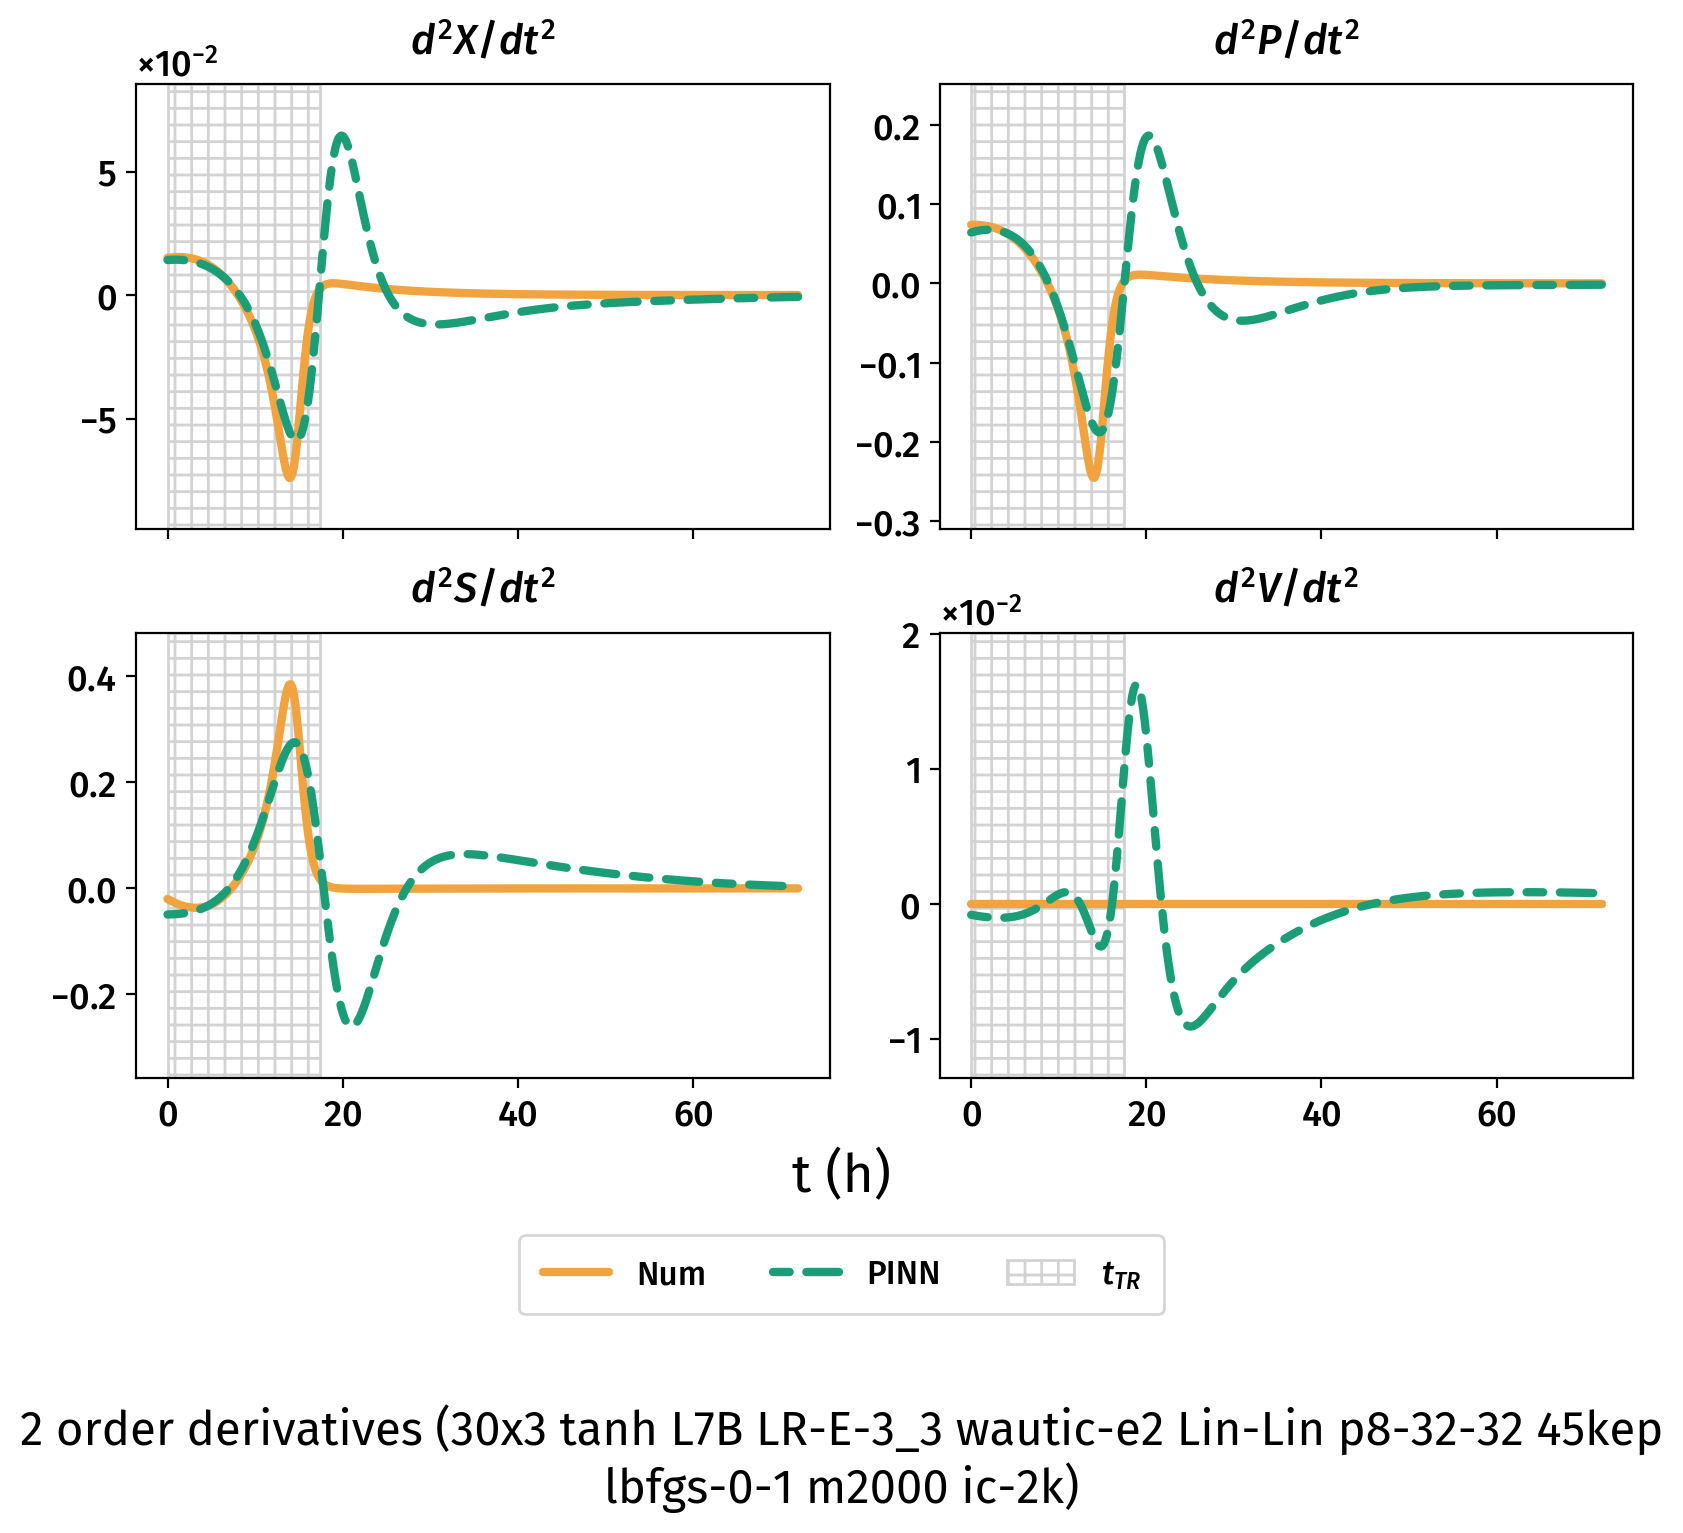 d²X/dt²
×10⁻²
5
0
−5
d²P/dt²
0.2
0.1
0.0
−0.1
−0.2
−0.3
d²S/dt²
0.4
0.2
0.0
−0.2
0 20 40 60
d²V/dt²
×10⁻²
2
1
0
−1
0 20 40 60
t (h)
Num PINN t_TR
2 order derivatives (30x3 tanh L7B LR-E-3_3 wautic-e2 Lin-Lin p8-32-32 45kep
lbfgs-0-1 m2000 ic-2k)